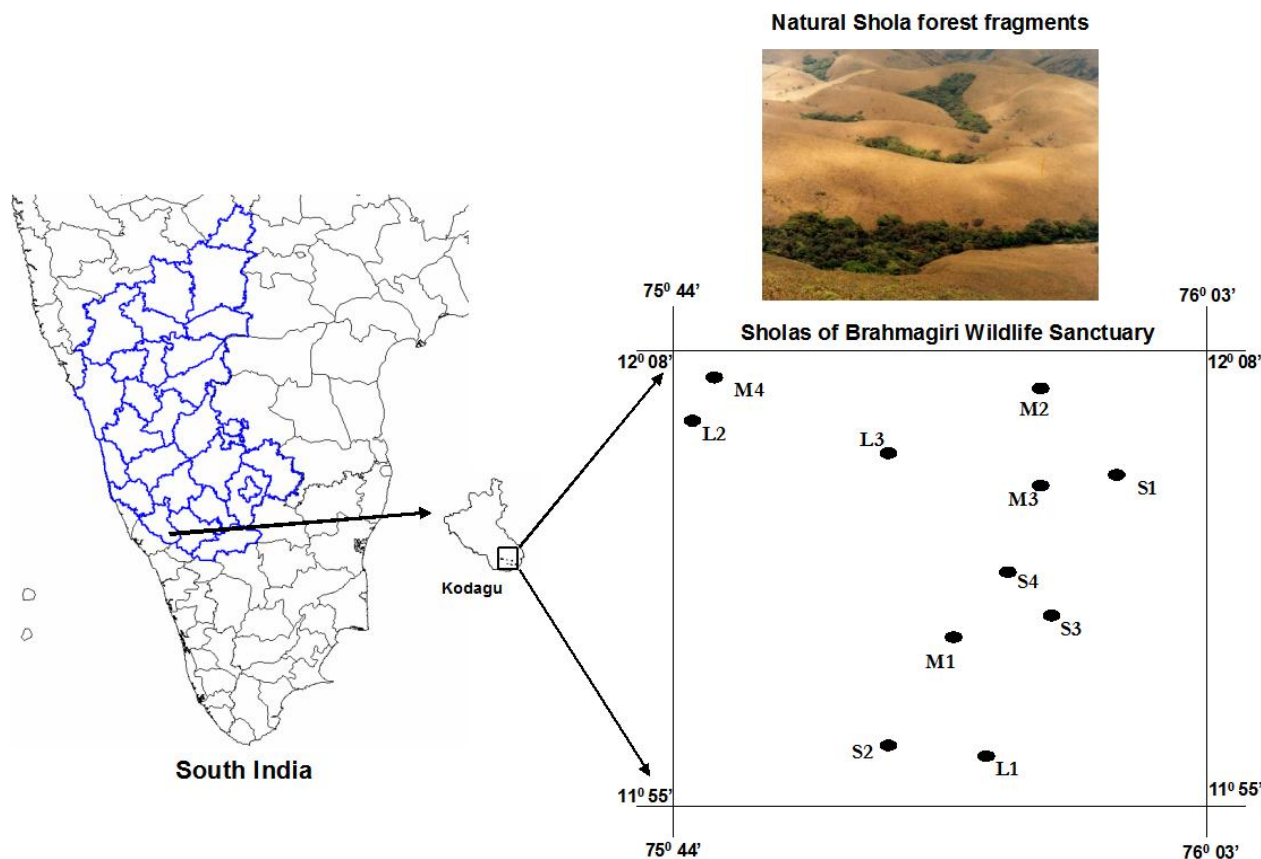 Natural Shola forest fragments
75⁰ 44’
76⁰ 03’
Sholas of Brahmagiri Wildlife Sanctuary
12⁰ 08’
12⁰ 08’
M4
M2
L2
L3
S1
M3
S4
Kodagu
S3
M1
S2
L1
South India
11⁰ 55’
11⁰ 55’
75⁰ 44’
76⁰ 03’